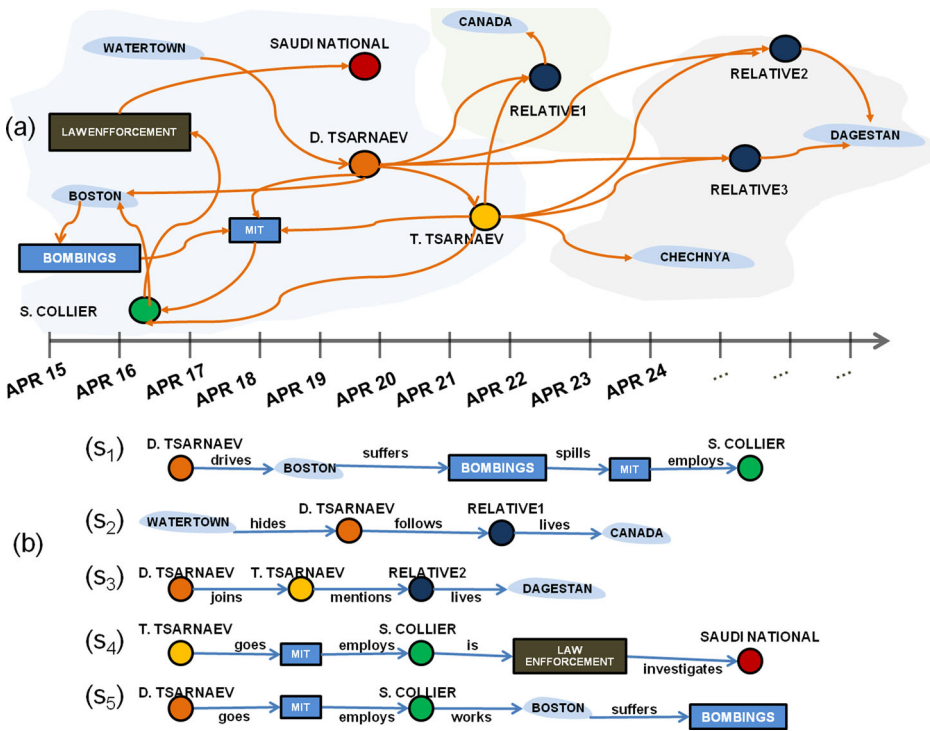 CANADA
WATERTOWN
SAUDI NATIONAL
RELATIVE2
RELATIVE1
(a)
LAWENFFORCEMENT
D. TSARNAEV
DAGESTAN
BOSTON
RELATIVE3
MIT
T. TSARNAEV
BOMBINGS
CHECHNYA
S. COLLIER
APR 15
APR 16
APR 17
APR 18
APR 19
APR 20
APR 21
APR 22
APR 23
APR 24
...
...
...
(b)
(s1)
D. TSARNAEV
drives
BOSTON
suffers
BOMBINGS
spills
MIT
employs
S. COLLIER
(s2)
WATERTOWN
hides
D. TSARNAEV
follows
RELATIVE1
lives
CANADA
(s3)
D. TSARNAEV
joins
T. TSARNAEV
mentions
RELATIVE2
lives
DAGESTAN
(s4)
T. TSARNAEV
goes
MIT
employs
S. COLLIER
is
LAW
ENFFORCEMENT
investigates
SAUDI NATIONAL
(s5)
D. TSARNAEV
goes
MIT
employs
S. COLLIER
works
BOSTON
suffers
BOMBINGS